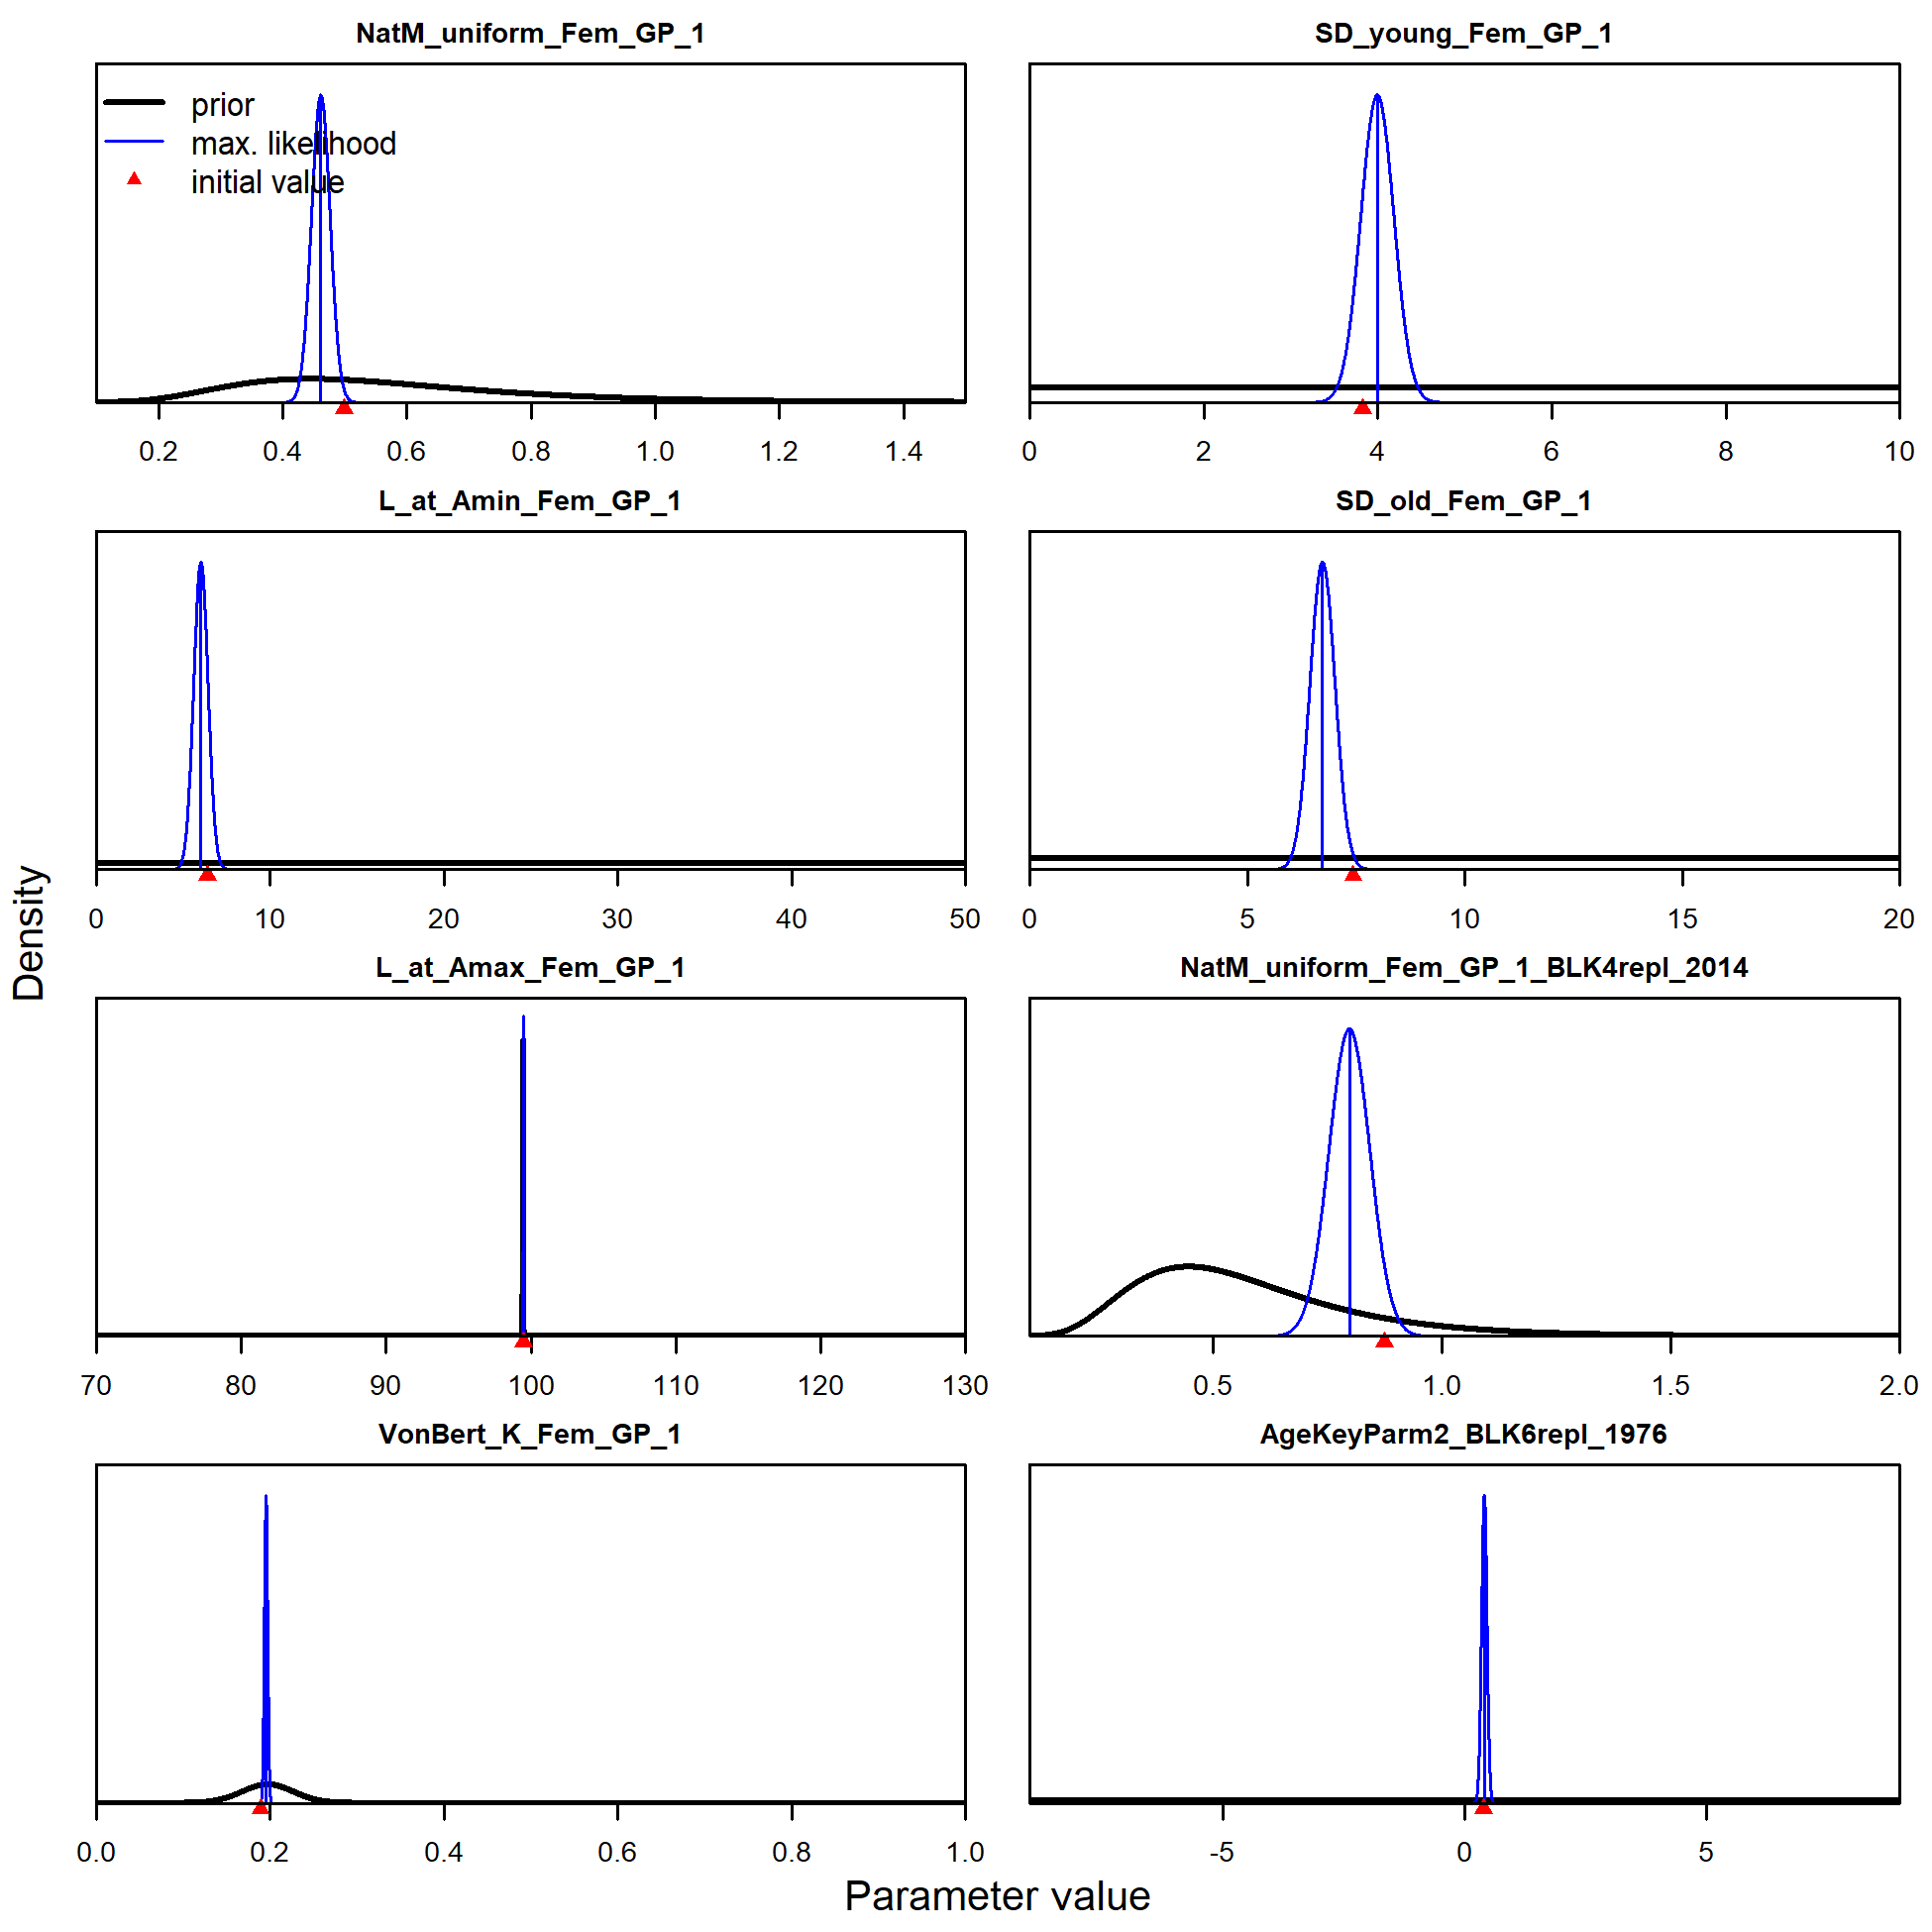 NatM_uniform_Fem_GP_1
prior
max. likelihood
initial value
0.2 0.4 0.6 0.8 1.0 1.2 1.4
SD_young_Fem_GP_1
0 2 4 6 8 10
L_at_Amin_Fem_GP_1
0 10 20 30 40 50
SD_old_Fem_GP_1
0 5 10 15 20
L_at_Amax_Fem_GP_1
70 80 90 100 110 120 130
NatM_uniform_Fem_GP_1_BLK4repl_2014
0.5 1.0 1.5 2.0
VonBert_K_Fem_GP_1
0.0 0.2 0.4 0.6 0.8 1.0
AgeKeyParm2_BLK6repl_1976
-5 0 5
Density
Parameter value